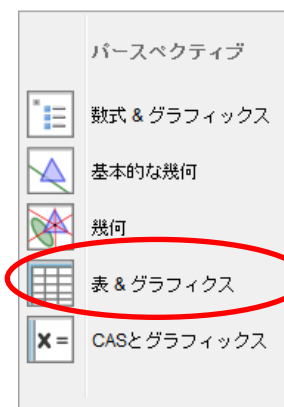 パースペクティブ
数式 & グラフィックス
基本的な幾何
幾何
表 & グラフィクス
X =
CASとグラフィックス